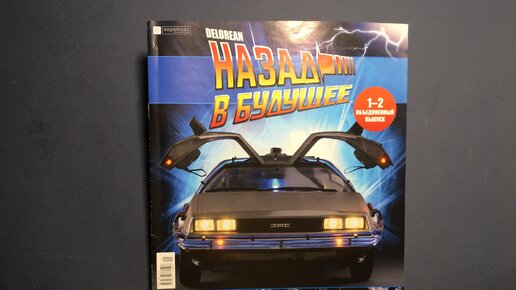 eaglemoss
DELOREAN
НАЗАД
В БУДУЩЕЕ
1–2
ОБЪЕДИНЕННЫЙ
ВЫПУСК
DMC